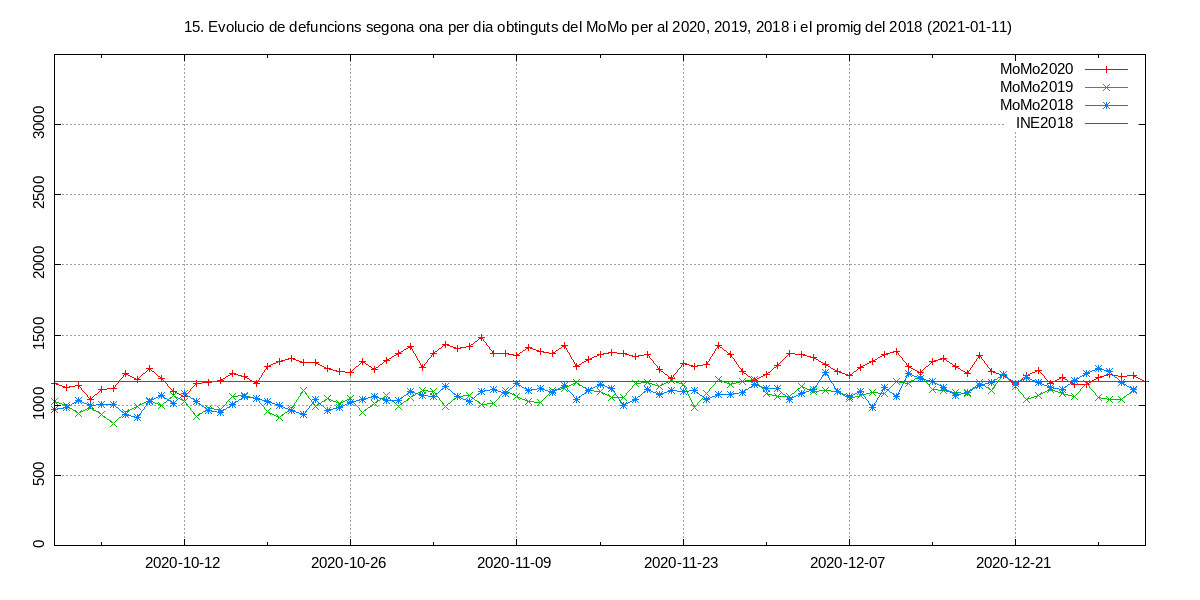 15. Evolucio de defuncions segona ona per dia obtinguts del MoMo per al 2020, 2019, 2018 i el promig del 2018 (2021-01-11)
MoMo2020
MoMo2019
MoMo2018
INE2018
3000
2500
2000
1500
1000
500
0
2020-10-12 2020-10-26 2020-11-09 2020-11-23 2020-12-07 2020-12-21